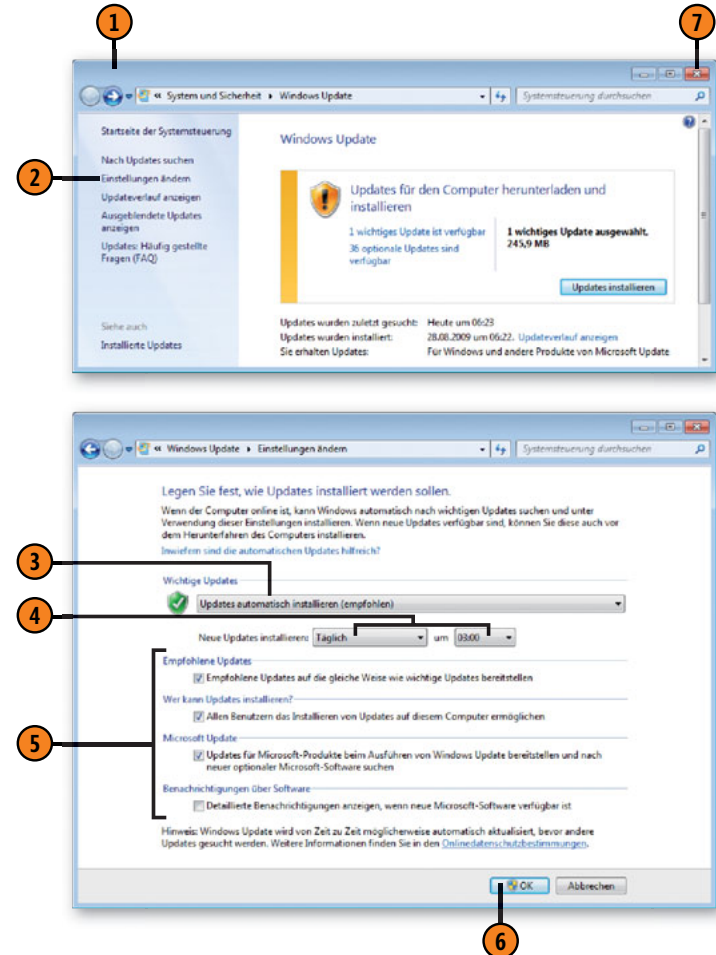 1
7
« System und Sicherheit ▸ Windows Update
Systemsteuerung durchsuchen
Startseite der Systemsteuerung
Nach Updates suchen
2
Einstellungen ändern
Updateverlauf anzeigen
Ausgeblendete Updates
anzeigen
Updates: Häufig gestellte
Fragen (FAQ)
Siehe auch
Installierte Updates
Windows Update
Updates für den Computer herunterladen und
installieren
1 wichtiges Update ist verfügbar
36 optionale Updates sind
verfügbar
1 wichtiges Update ausgewählt,
245,9 MB
Updates installieren
Updates wurden zuletzt gesucht: Heute um 06:23
Updates wurden installiert: 28.08.2009 um 06:22. Updateverlauf anzeigen
Sie erhalten Updates: Für Windows und andere Produkte von Microsoft Update
« Windows Update ▸ Einstellungen ändern
Systemsteuerung durchsuchen
Legen Sie fest, wie Updates installiert werden sollen.
Wenn der Computer online ist, kann Windows automatisch nach wichtigen Updates suchen und unter
Verwendung dieser Einstellungen installieren. Wenn neue Updates verfügbar sind, können Sie diese auch vor
dem Herunterfahren des Computers installieren.
Inwiefern sind die automatischen Updates hilfreich?
3
Wichtige Updates
Updates automatisch installieren (empfohlen)
4
Neue Updates installieren: Täglich um 03:00
Empfohlene Updates
Empfohlene Updates auf die gleiche Weise wie wichtige Updates bereitstellen
Wer kann Updates installieren?
Allen Benutzern das Installieren von Updates auf diesem Computer ermöglichen
5
Microsoft Update
Updates für Microsoft-Produkte beim Ausführen von Windows Update bereitstellen und nach
neuer optionaler Microsoft-Software suchen
Benachrichtigungen über Software
Detaillierte Benachrichtigungen anzeigen, wenn neue Microsoft-Software verfügbar ist
Hinweis: Windows Update wird von Zeit zu Zeit möglicherweise automatisch aktualisiert, bevor andere
Updates gesucht werden. Weitere Informationen finden Sie in den Onlinedatenschutzbestimmungen.
OK Abbrechen
6